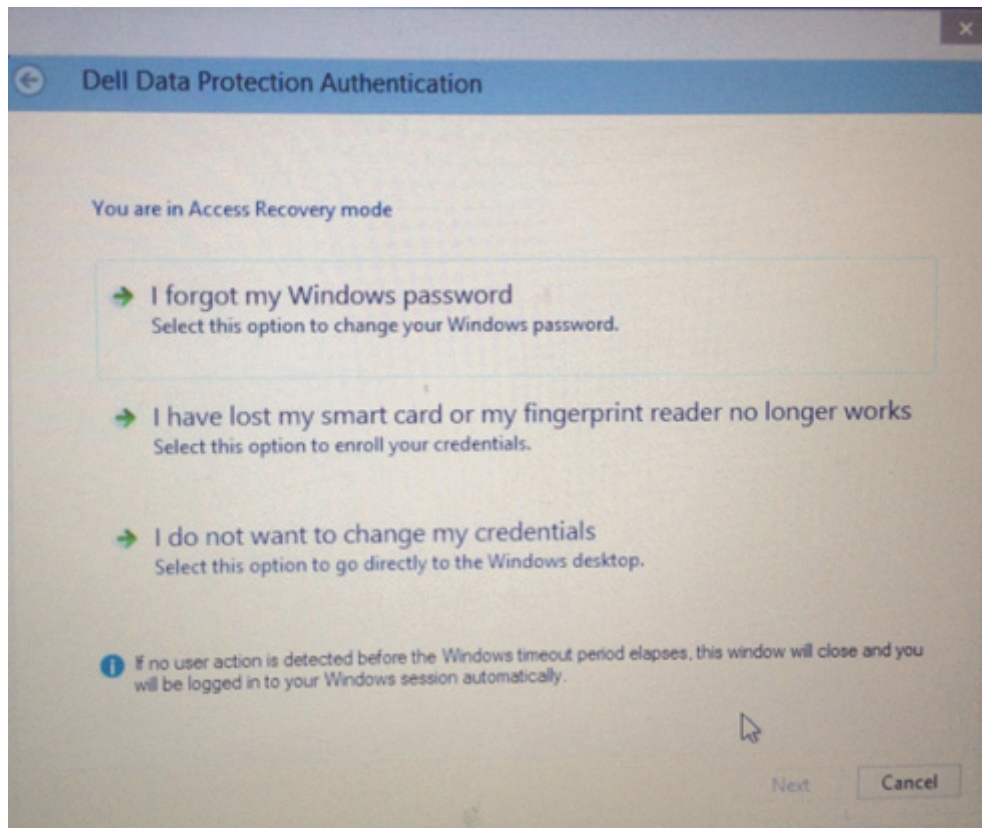 Dell Data Protection Authentication
You are in Access Recovery mode
I forgot my Windows password
Select this option to change your Windows password.
I have lost my smart card or my fingerprint reader no longer works
Select this option to enroll your credentials.
I do not want to change my credentials
Select this option to go directly to the Windows desktop.
If no user action is detected before the Windows timeout period elapses, this window will close and you
will be logged in to your Windows session automatically.
Next Cancel